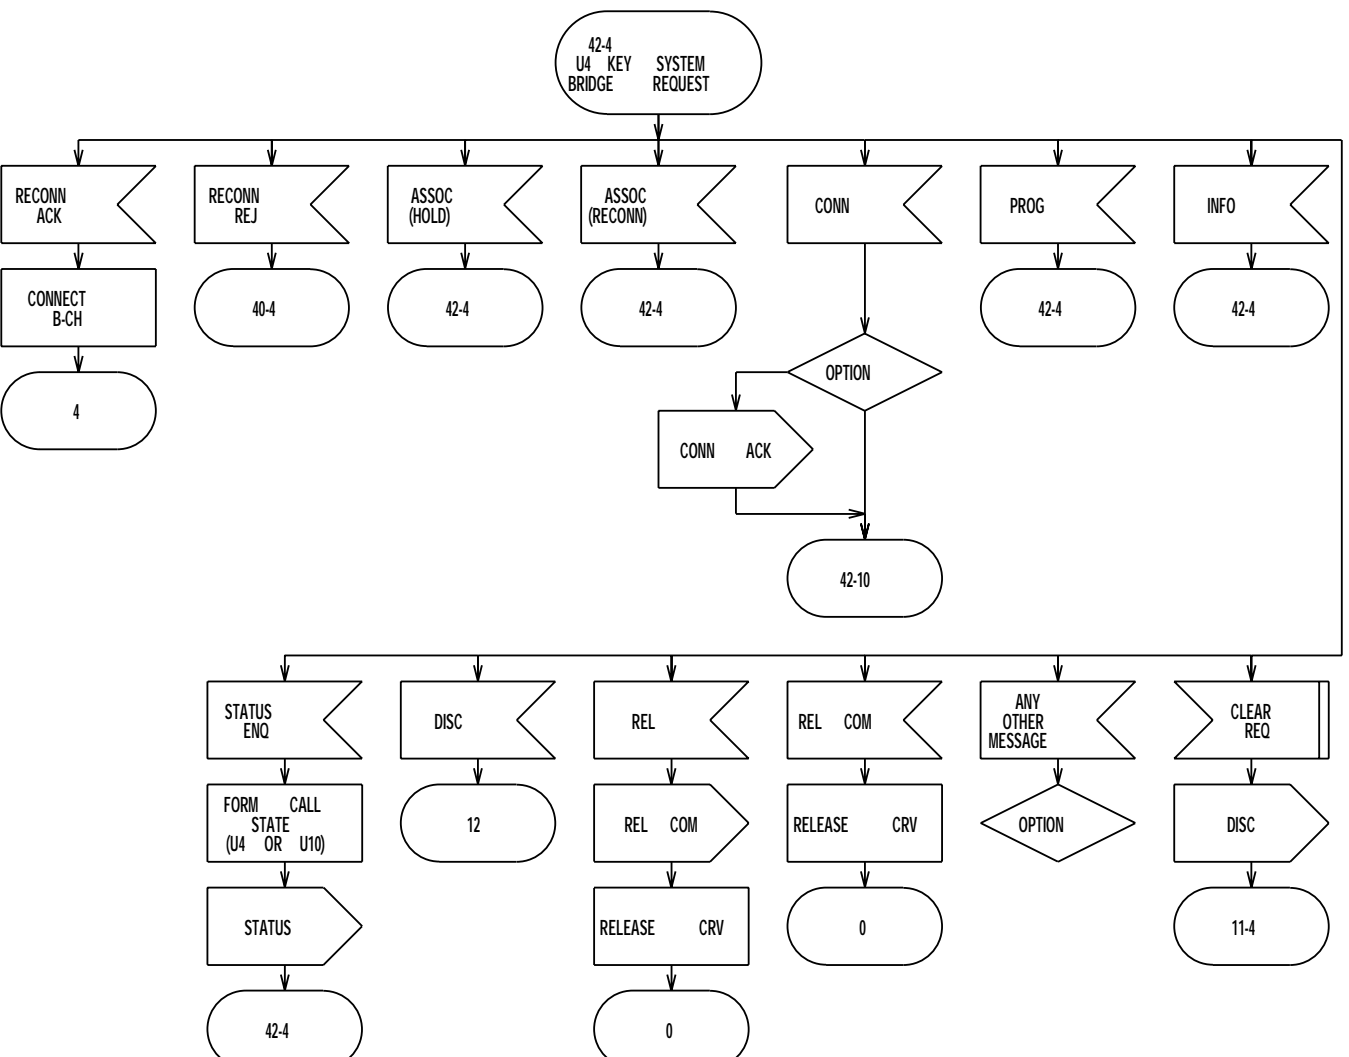 42-4
U4 KEY SYSTEM
BRIDGE REQUEST
RECONN
ACK
RECONN
REJ
ASSOC
(HOLD)
ASSOC
(RECONN)
CONN
PROG
INFO
CONNECT
B-CH
40-4
42-4
42-4
42-4
42-4
4
OPTION
CONN ACK
42-10
STATUS
ENQ
DISC
REL
REL COM
ANY
OTHER
MESSAGE
CLEAR
REQ
FORM CALL
STATE
(U4 OR U10)
12
REL COM
RELEASE CRV
OPTION
DISC
STATUS
RELEASE CRV
0
11-4
42-4
0